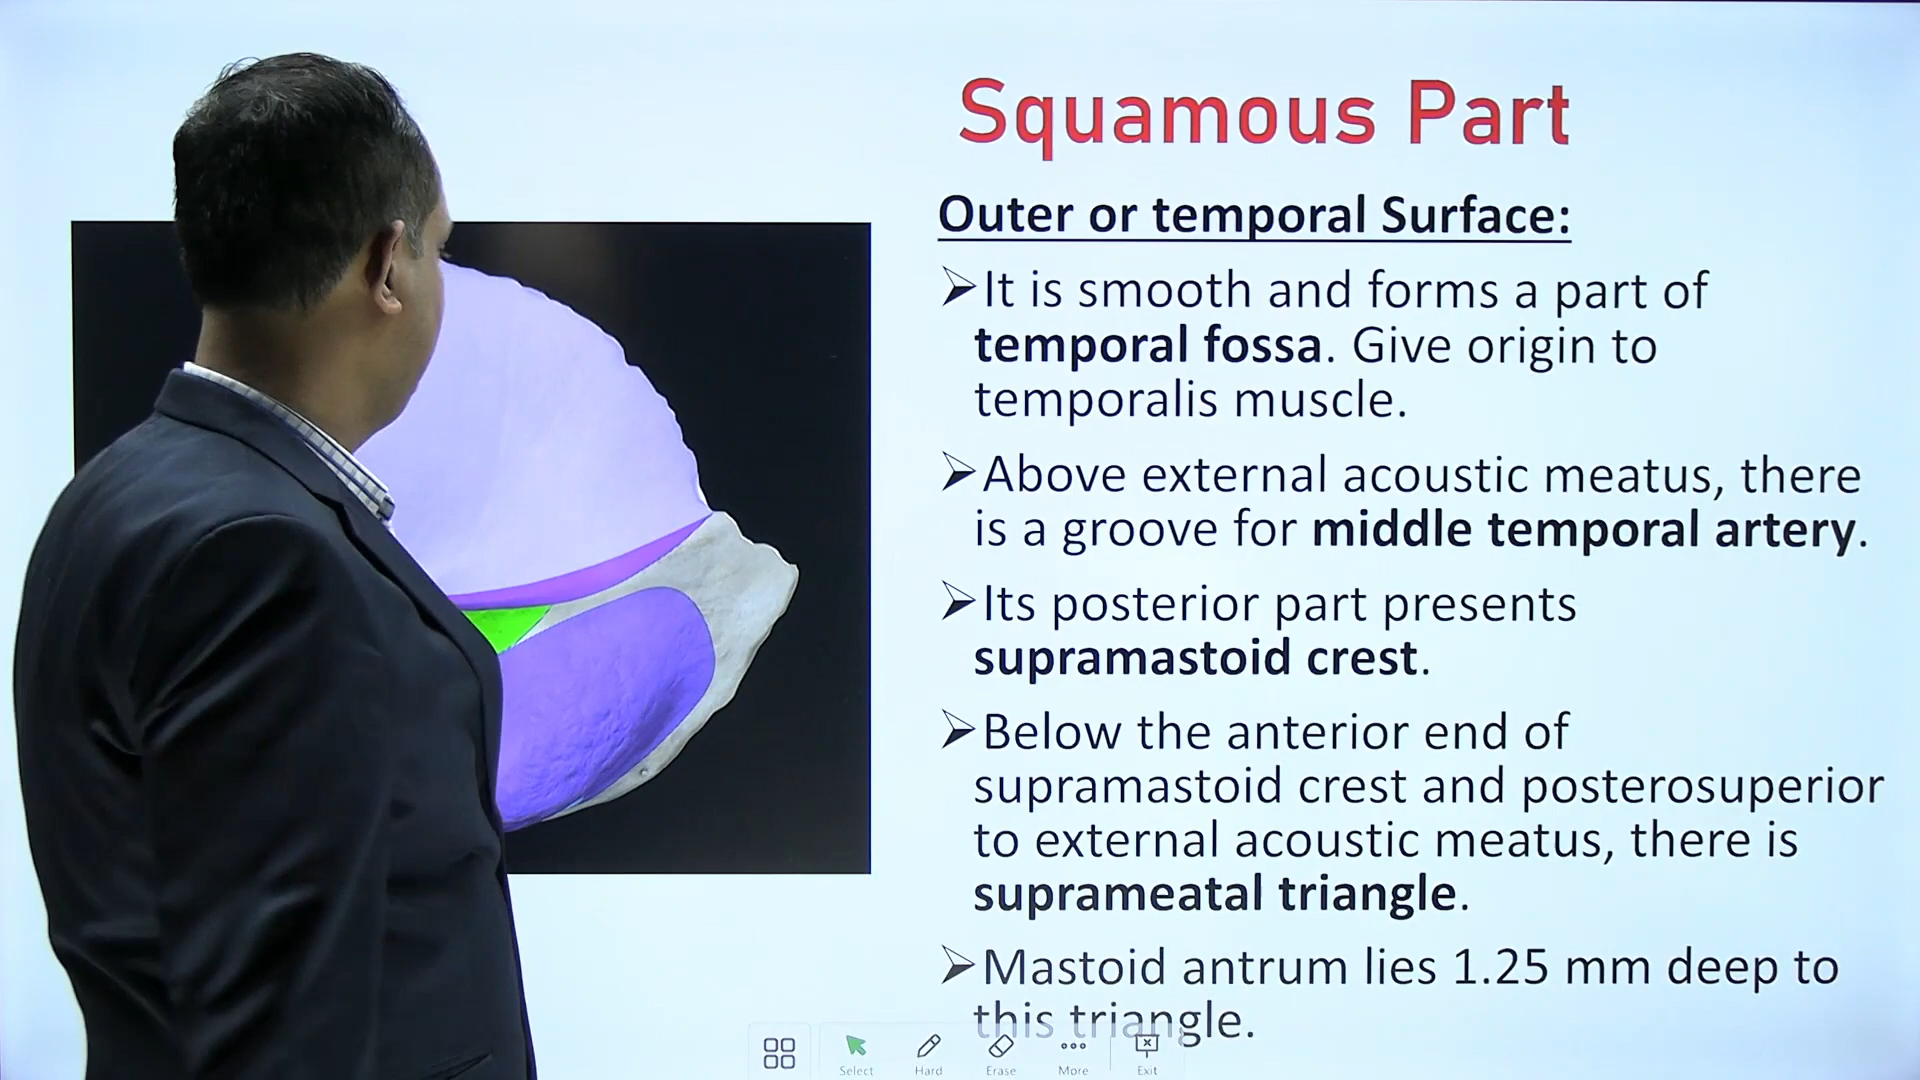 Squamous Part
Outer or temporal Surface:
➢It is smooth and forms a part of
temporal fossa. Give origin to
temporalis muscle.
➢Above external acoustic meatus, there
is a groove for middle temporal artery.
➢Its posterior part presents
supramastoid crest.
➢Below the anterior end of
supramastoid crest and posterosuperior
to external acoustic meatus, there is
suprameatal triangle.
➢Mastoid antrum lies 1.25 mm deep to
this triangle.
Select Hard Erase More Exit